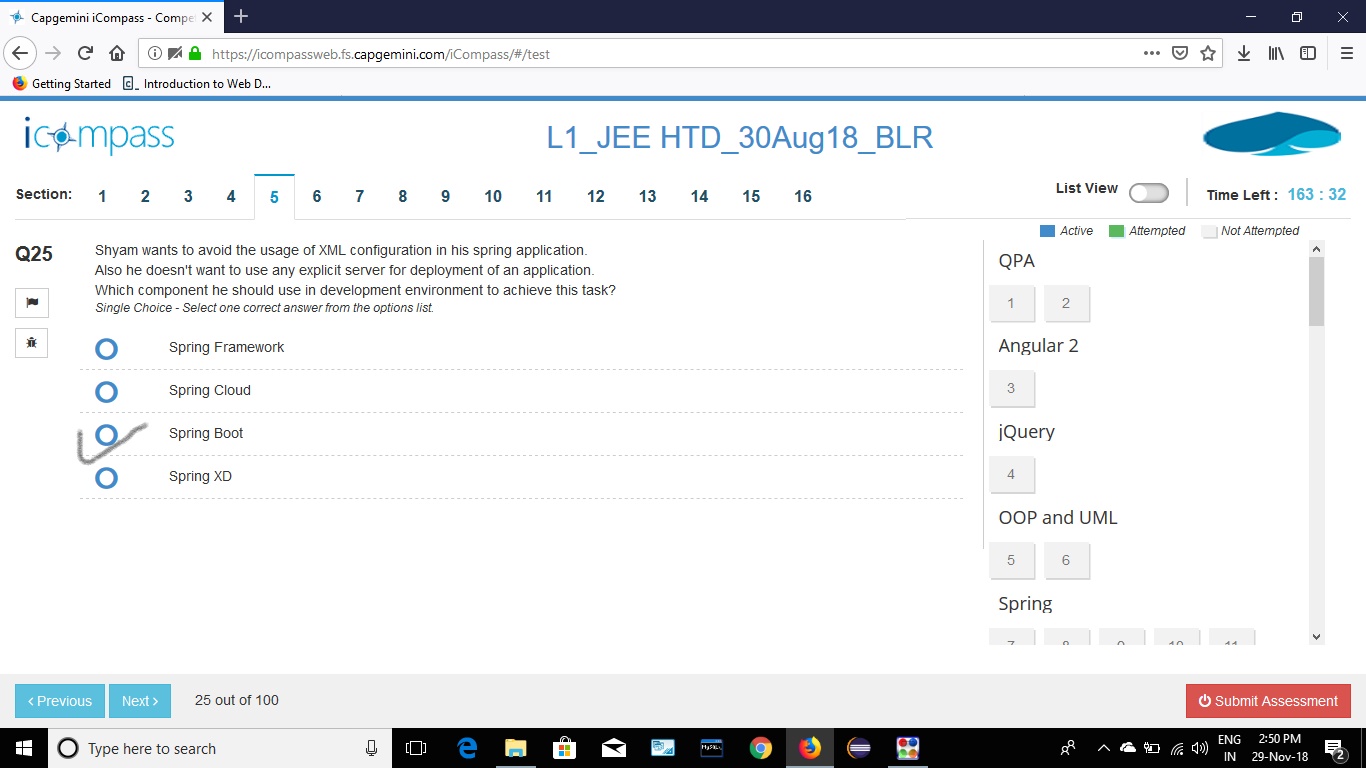 Capgemini iCompass - Compe
https://icompassweb.fs.capgemini.com/iCompass/#/test
Getting Started
Introduction to Web D...
icompass
L1_JEE HTD_30Aug18_BLR
Section: 1 2 3 4 5 6 7 8 9 10 11 12 13 14 15 16
List View
Time Left : 163 : 32
Active Attempted Not Attempted
Q25
Shyam wants to avoid the usage of XML configuration in his spring application.
Also he doesn't want to use any explicit server for deployment of an application.
Which component he should use in development environment to achieve this task?
Single Choice - Select one correct answer from the options list.
Spring Framework
Spring Cloud
Spring Boot
Spring XD
QPA
1 2
Angular 2
3
jQuery
4
OOP and UML
5 6
Spring
7 8 9 10 11
Previous
Next
25 out of 100
Submit Assessment
Type here to search
MySQL
ENG
IN
2:50 PM
29-Nov-18
2